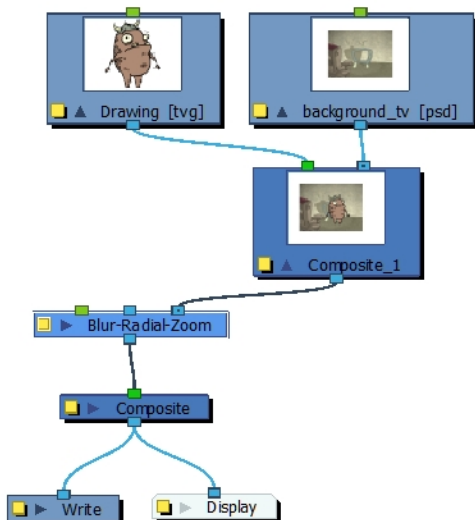 Drawing [tvg]
background_tv [psd]
Composite_1
Blur-Radial-Zoom
Composite
Write
Display